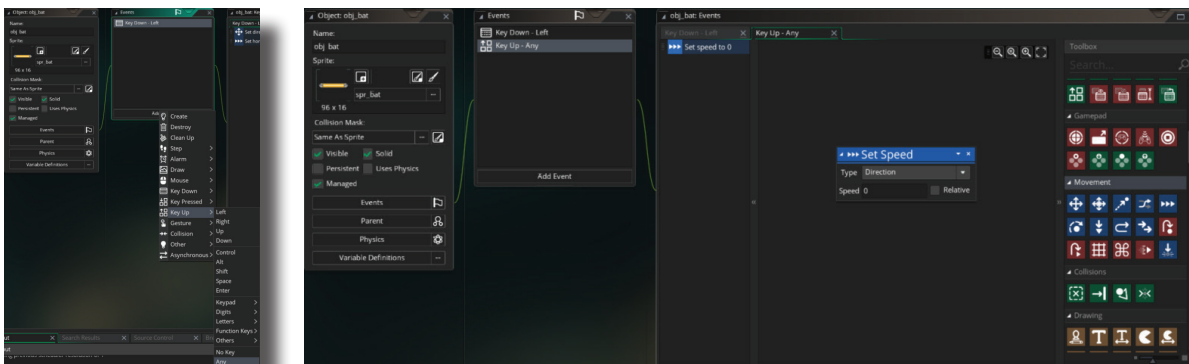 Object: obj_bat
Name:
obj_bat
Sprite:
spr_bat
96 x 16
Collision Mask:
Same As Sprite
Visible
Solid
Persistent
Uses Physics
Managed
Events
Parent
Physics
Variable Definitions
Events
Key Down - Left
Create
Destroy
Clean Up
Step
Alarm
Draw
Mouse
Key Down
Key Pressed
Key Up
Gesture
Collision
Other
Asynchronous
Left
Right
Up
Down
Control
Alt
Shift
Space
Enter
Keypad
Digits
Letters
Function Keys
Others
No Key
Any
Search Results
Source Control
Object: obj_bat
Name:
obj_bat
Sprite:
spr_bat
96 x 16
Collision Mask:
Same As Sprite
Visible
Solid
Persistent
Uses Physics
Managed
Events
Parent
Physics
Variable Definitions
Events
Key Down - Left
Key Up - Any
Add Event
obj_bat: Events
Key Down - Left
Key Up - Any
Set speed to 0
Set Speed
Type Direction
Speed 0
Relative
Toolbox
Search...
Gamepad
Movement
Collisions
Drawing